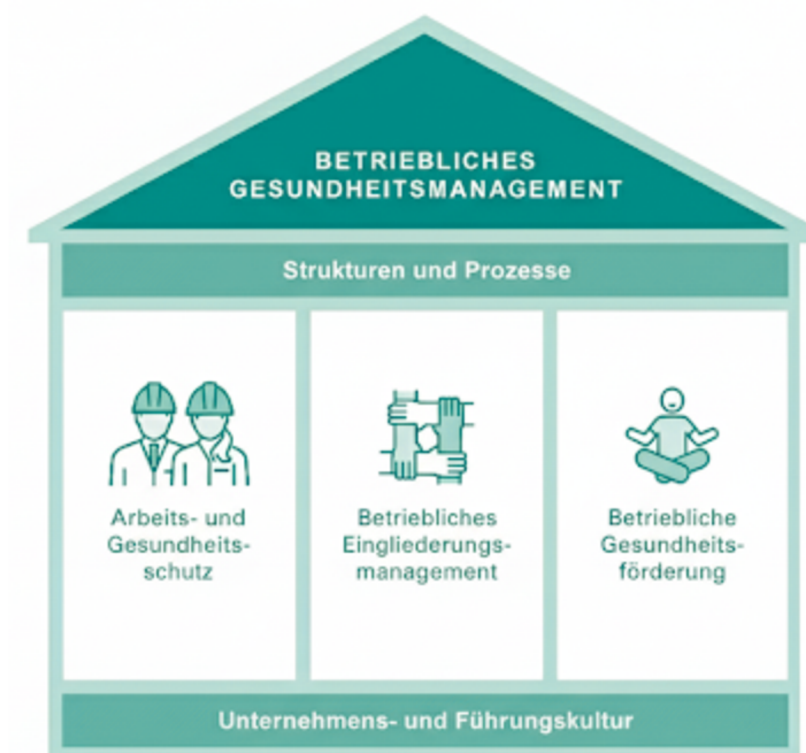 BETRIEBLICHES
GESUNDHEITSMANAGEMENT
Strukturen und Prozesse
Arbeits- und
Gesundheits-
schutz
Betriebliches
Eingliederungs-
management
Betriebliche
Gesundheits-
förderung
Unternehmens- und Führungskultur